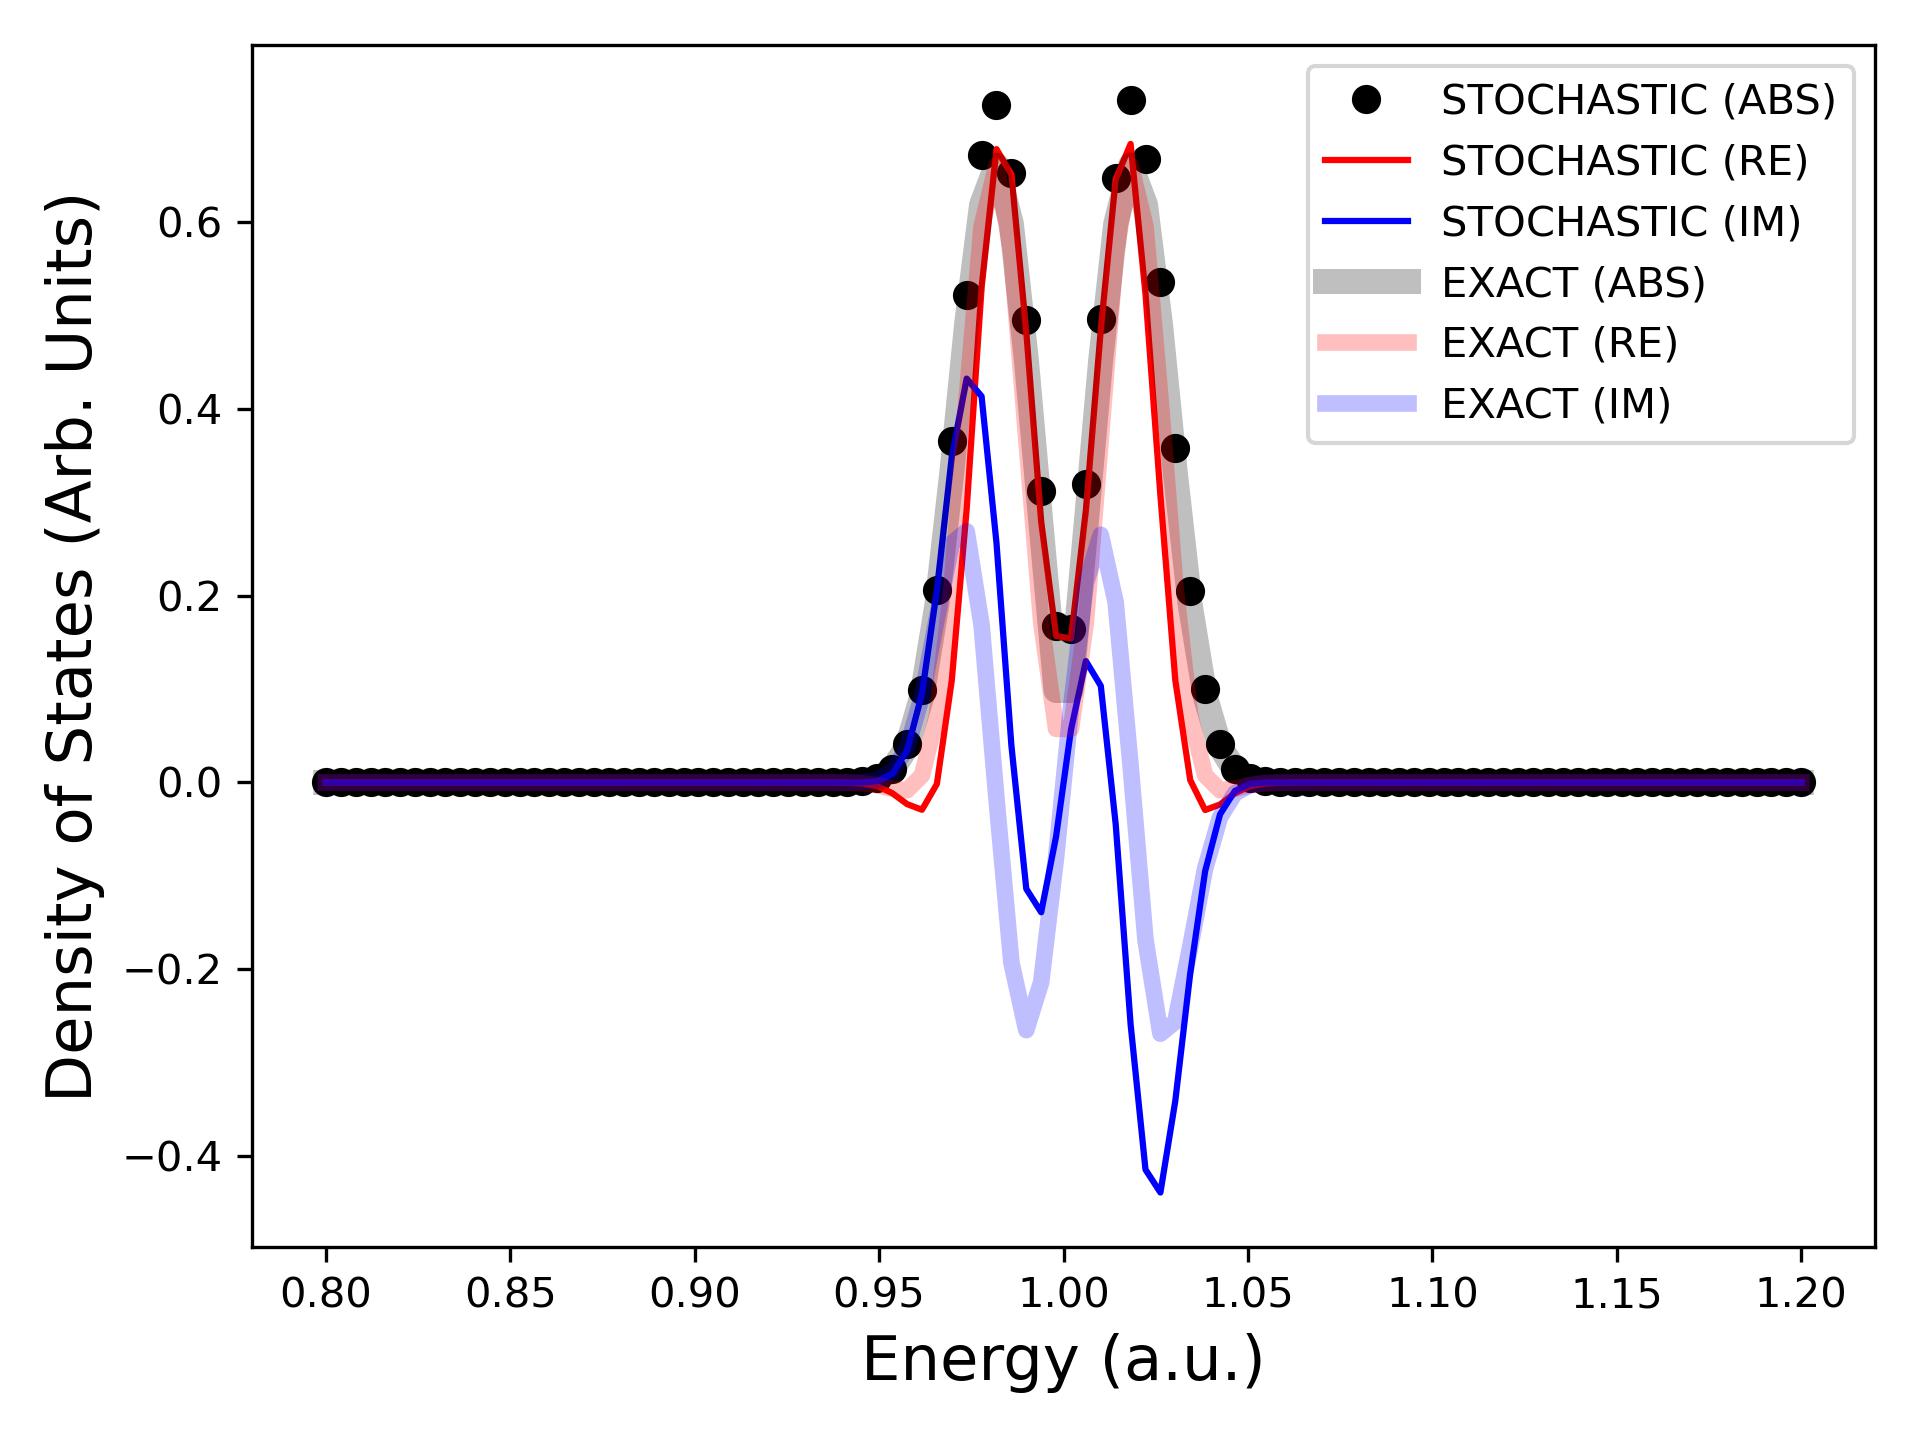 STOCHASTIC (ABS)
STOCHASTIC (RE)
STOCHASTIC (IM)
EXACT (ABS)
EXACT (RE)
EXACT (IM)
Density of States (Arb. Units)
0.6
0.4
0.2
0.0
−0.2
−0.4
0.80 0.85 0.90 0.95 1.00 1.05 1.10 1.15 1.20
Energy (a.u.)